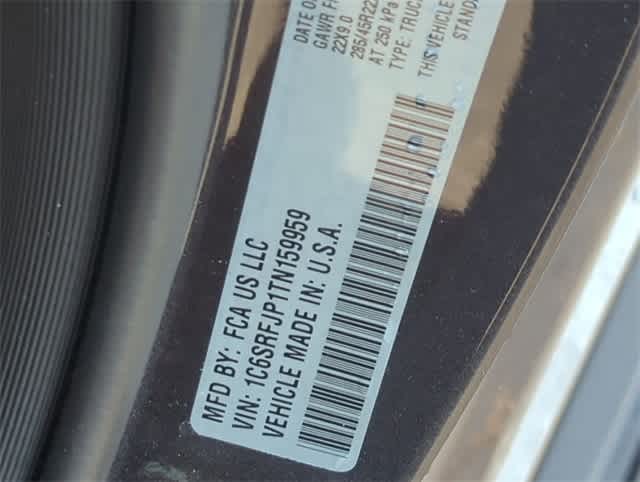 MFD BY: FCA US LLC
DATE O
VIN: 1C6SRFJP1TN159959
GAWR F
22X9.0
VEHICLE MADE IN: U.S.A.
285/45R22
AT 250 kPa
TYPE: TRUC
THIS VEHICLE
STAND